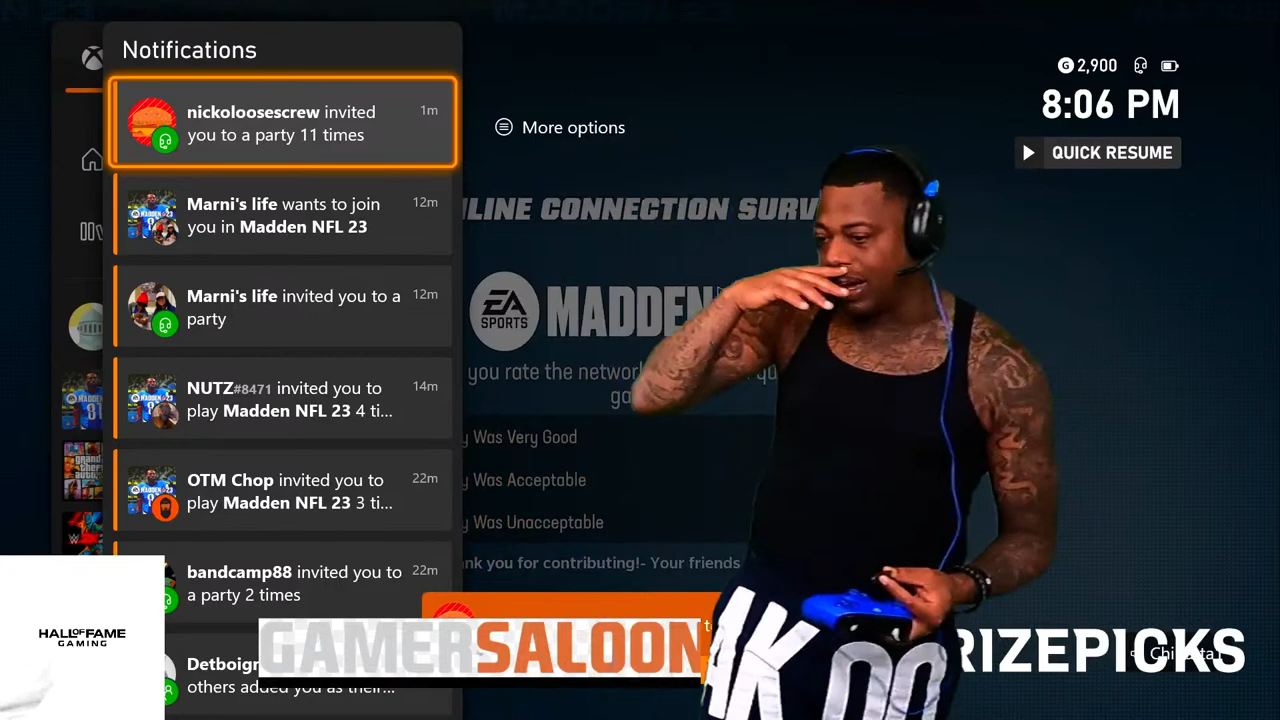 Notifications
nickoloosescrew invited
you to a party 11 times
1m
Marni's life wants to join
you in Madden NFL 23
12m
Marni's life invited you to a
party
12m
NUTZ#8471 invited you to
play Madden NFL 23 4 ti...
14m
OTM Chop invited you to
play Madden NFL 23 3 ti...
22m
bandcamp88 invited you to
a party 2 times
22m
Detboign
others added you as their...
More options
G 2,900
8:06 PM
QUICK RESUME
LINE CONNECTION SURV
EA
SPORTS
MADDEN
you rate the network
ga
y Was Very Good
y Was Acceptable
y Was Unacceptable
nk you for contributing!- Your friends
HALL OF FAME
GAMING
GAMERSALOON
RIZEPICKS